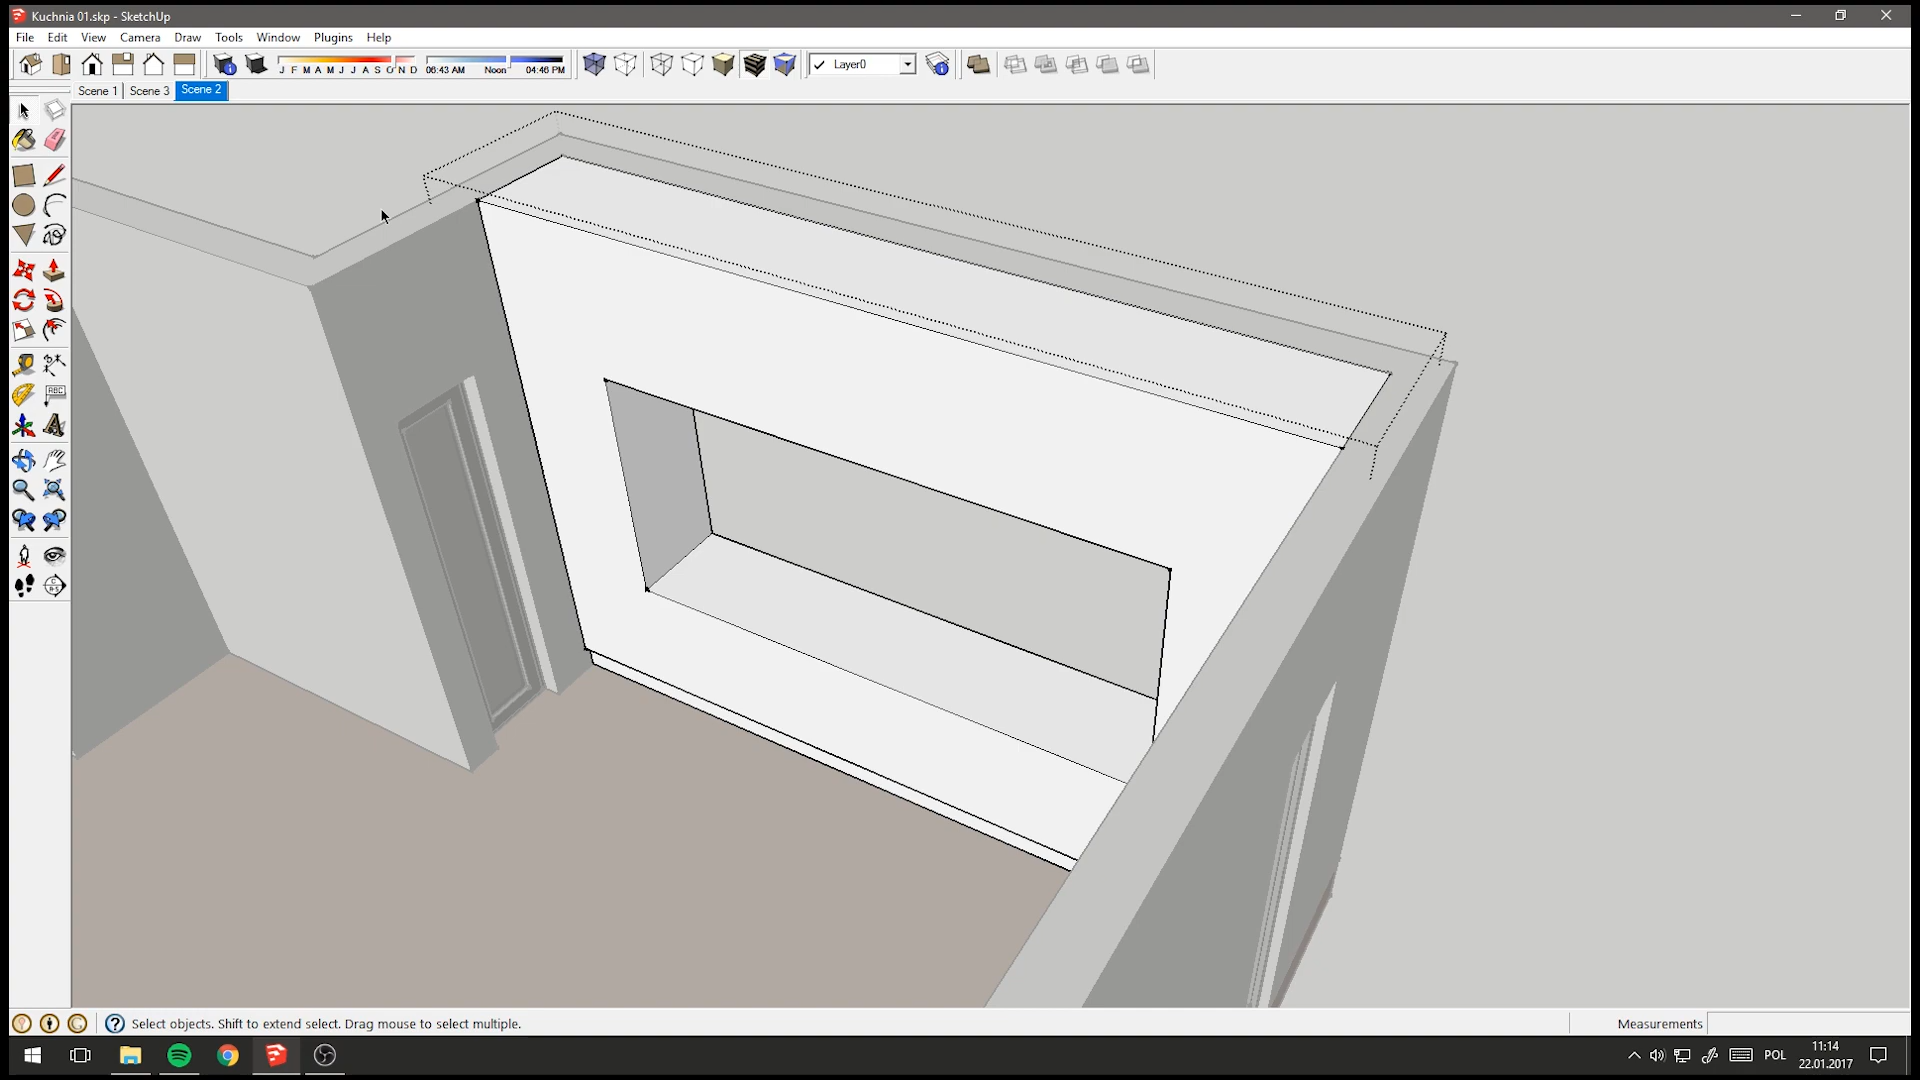 Kuchnia 01.skp - SketchUp
File Edit View Camera Draw Tools Window Plugins Help
J F M A M J J A S O N D 06:43 AM Noon 04:46 PM
Layer0
Scene 1 Scene 3 Scene 2
ABC
Select objects. Shift to extend select. Drag mouse to select multiple.
Measurements
POL
11:14
22.01.2017